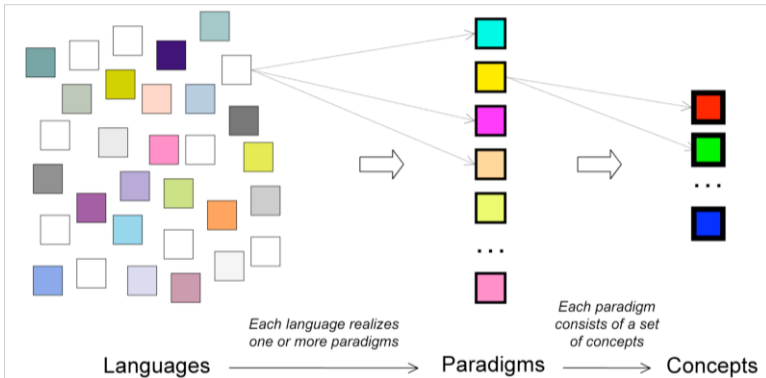 ...
...
Each language realizes
one or more paradigms
Each paradigm
consists of a set
of concepts
Languages
Paradigms
Concepts